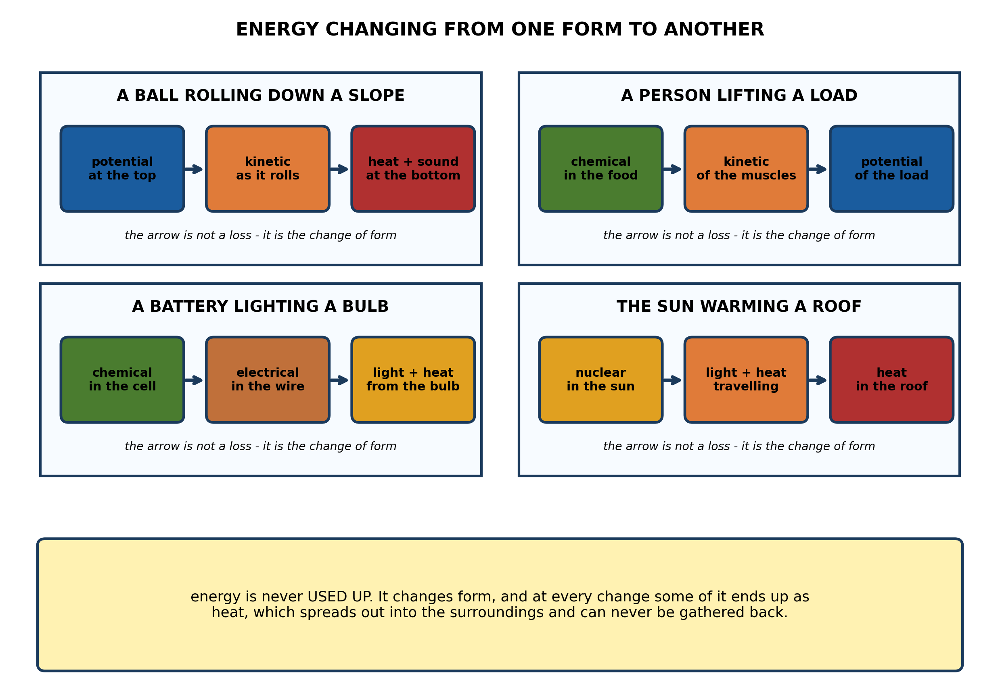 ENERGY CHANGING FROM ONE FORM TO ANOTHER
A BALL ROLLING DOWN A SLOPE
potential
at the top
kinetic
as it rolls
heat + sound
at the bottom
the arrow is not a loss - it is the change of form
A PERSON LIFTING A LOAD
chemical
in the food
kinetic
of the muscles
potential
of the load
the arrow is not a loss - it is the change of form
A BATTERY LIGHTING A BULB
chemical
in the cell
electrical
in the wire
light + heat
from the bulb
the arrow is not a loss - it is the change of form
THE SUN WARMING A ROOF
nuclear
in the sun
light + heat
travelling
heat
in the roof
the arrow is not a loss - it is the change of form
energy is never USED UP. It changes form, and at every change some of it ends up as
heat, which spreads out into the surroundings and can never be gathered back.